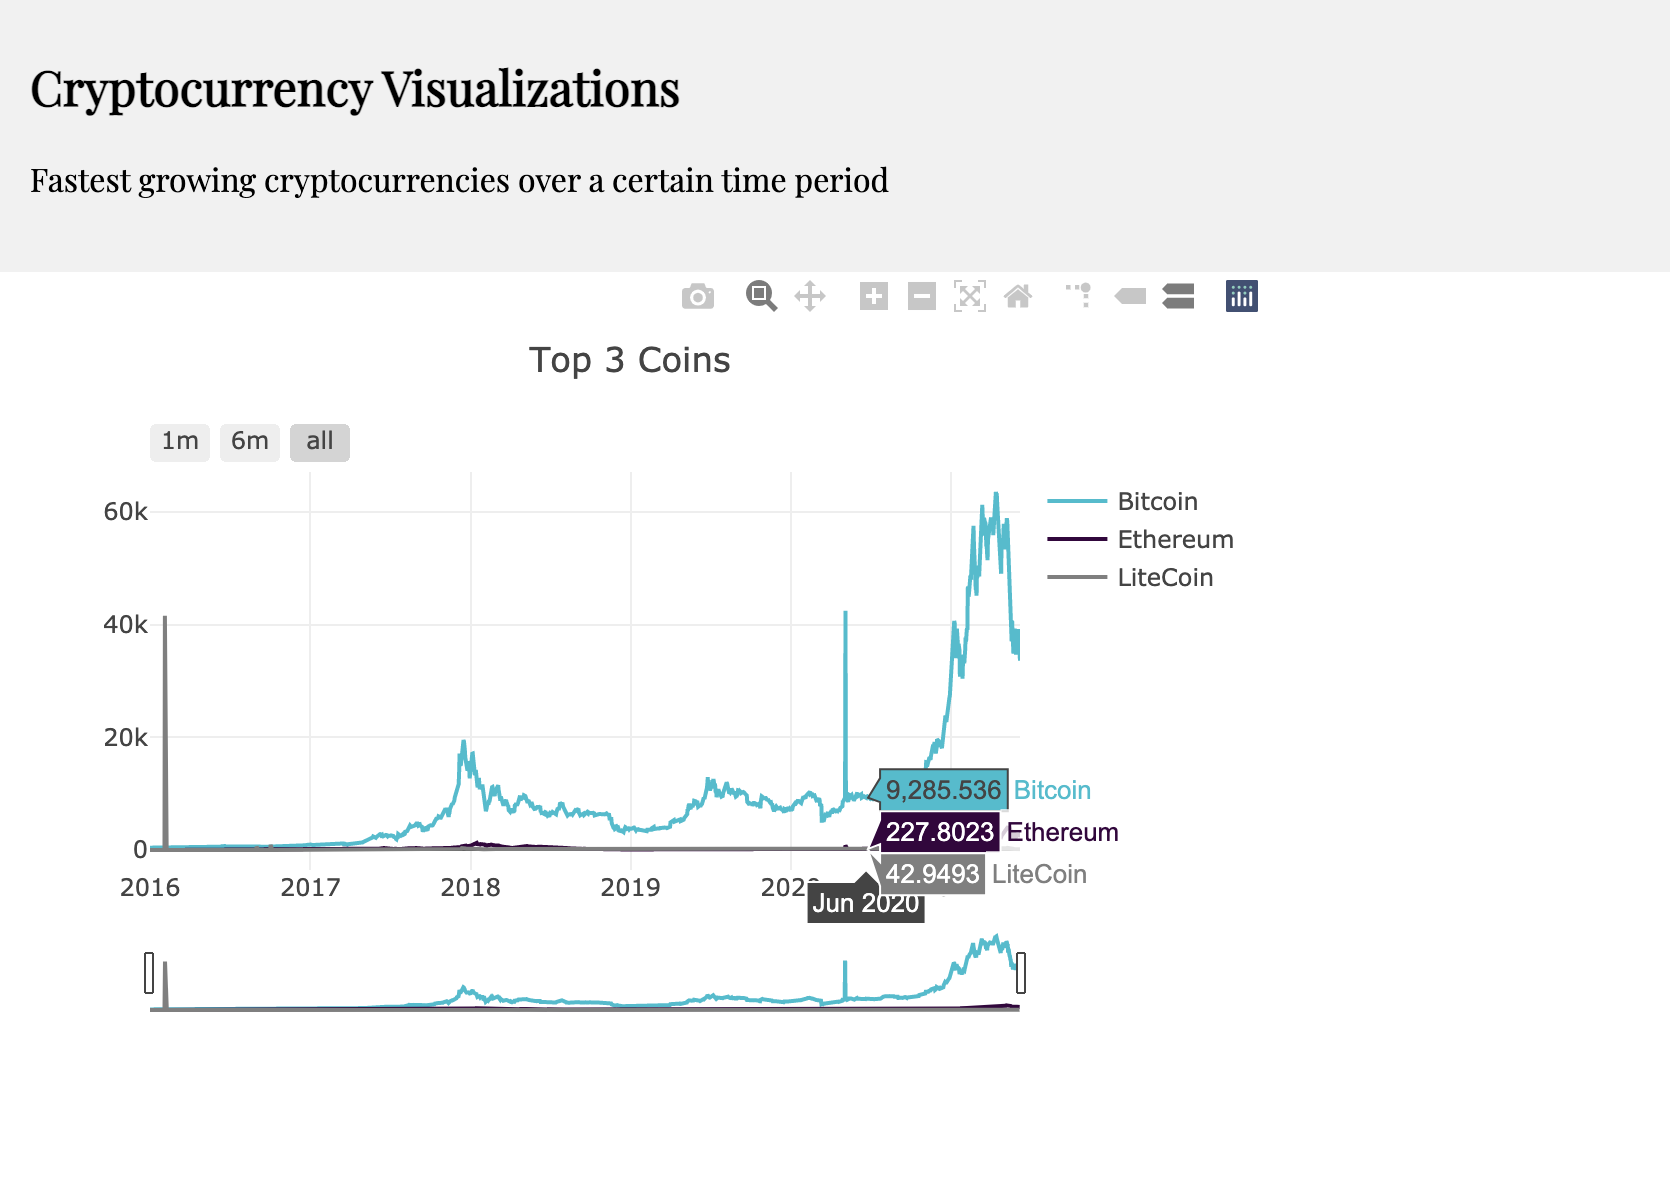 Cryptocurrency Visualizations
Fastest growing cryptocurrencies over a certain time period
Top 3 Coins
1m 6m all
60k
40k
20k
0
2016 2017 2018 2019
Bitcoin
Ethereum
LiteCoin
9,285.536 Bitcoin
227.8023 Ethereum
42.9493 LiteCoin
Jun 2020